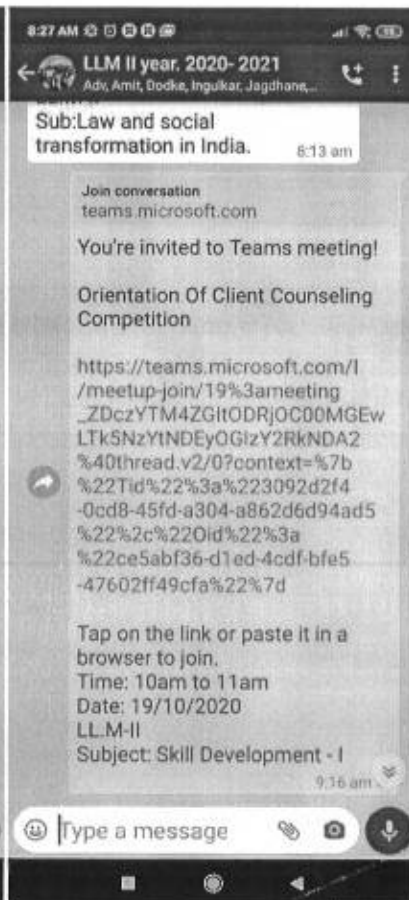 8:27 AM
LLM II year. 2020- 2021
Adv, Amit, Dodke, Ingulkar, Jagdhane,...
Sub:Law and social
transformation in India.
8:13 am
Join conversation
teams.microsoft.com
You're invited to Teams meeting!
Orientation Of Client Counseling
Competition
https://teams.microsoft.com/l
/meetup-join/19%3ameeting
_ZDczYTM4ZGItODRjOC00MGEw
LTk5NzYtNDEyOGIzY2RkNDA2
%40thread.v2/0?context=%7b
%22Tid%22%3a%223092d2f4
-0cd8-45fd-a304-a862d6d94ad5
%22%2c%22Oid%22%3a
%22ce5abf36-d1ed-4cdf-bfe5
-47602ff49cfa%22%7d
Tap on the link or paste it in a
browser to join.
Time: 10am to 11am
Date: 19/10/2020
LL.M-II
Subject: Skill Development - I
9:16 am
Type a message